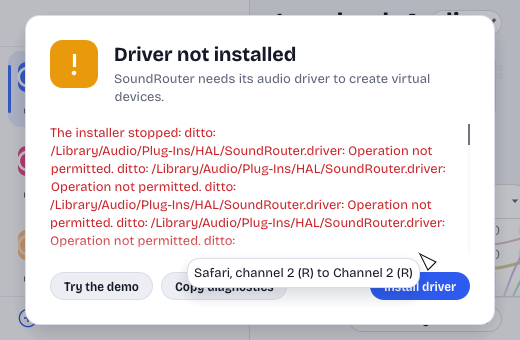 !
Driver not installed
SoundRouter needs its audio driver to create virtual
devices.
The installer stopped: ditto:
/Library/Audio/Plug-Ins/HAL/SoundRouter.driver: Operation not
permitted. ditto: /Library/Audio/Plug-Ins/HAL/SoundRouter.driver:
Operation not permitted. ditto:
/Library/Audio/Plug-Ins/HAL/SoundRouter.driver: Operation not
permitted. ditto: /Library/Audio/Plug-Ins/HAL/SoundRouter.driver:
Operation not permitted. ditto:
Safari, channel 2 (R) to Channel 2 (R)
Try the demo
Copy diagnostics
Install driver